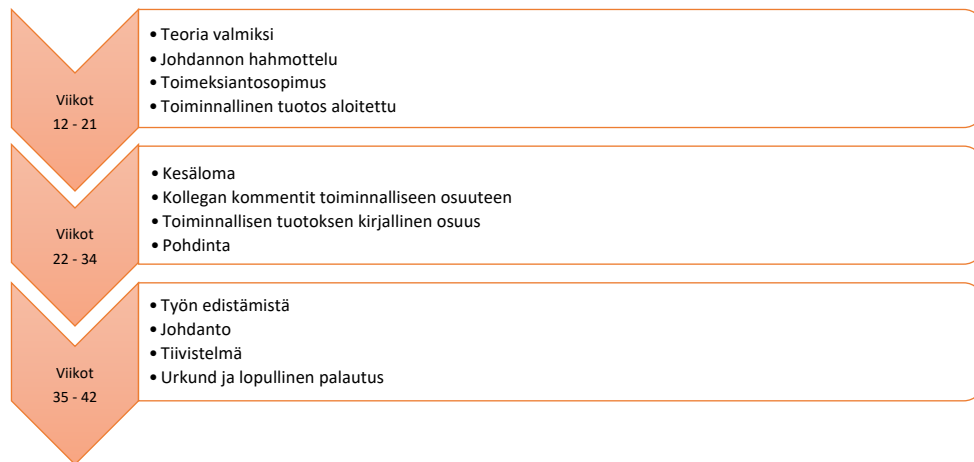 Viikot
12 - 21
• Teoria valmiksi
• Johdannon hahmottelu
• Toimeksiantosopimus
• Toiminnallinen tuotos aloitettu
Viikot
22 - 34
• Kesäloma
• Kollegan kommentit toiminnalliseen osuuteen
• Toiminnallisen tuotoksen kirjallinen osuus
• Pohdinta
Viikot
35 - 42
• Työn edistämistä
• Johdanto
• Tiivistelmä
• Urkund ja lopullinen palautus